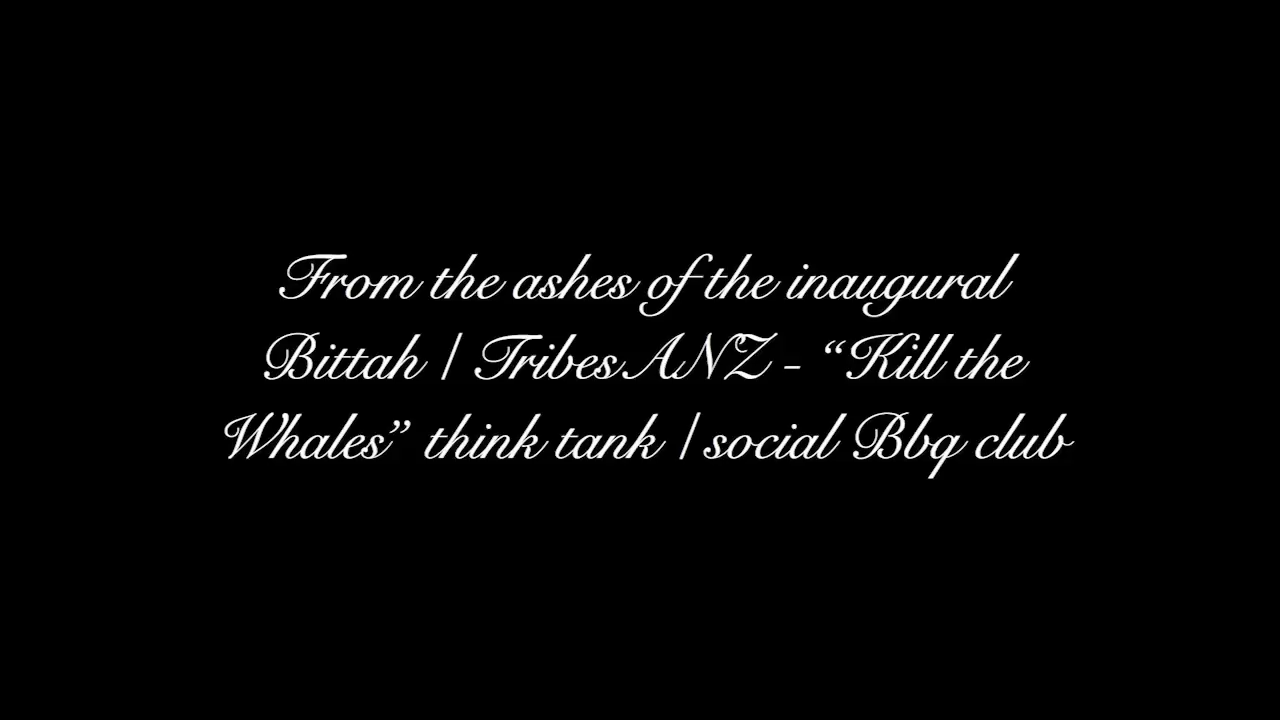 From the ashes of the inaugural
Bittah | TribesANZ - “Kill the
Whales” think tank | social Bbq club